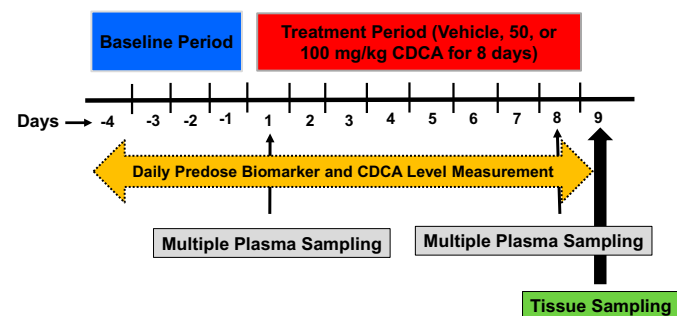 Baseline Period
Treatment Period (Vehicle, 50, or
100 mg/kg CDCA for 8 days)
Days -4 -3 -2 -1 1 2 3 4 5 6 7 8 9
Daily Predose Biomarker and CDCA Level Measurement
Multiple Plasma Sampling
Multiple Plasma Sampling
Tissue Sampling